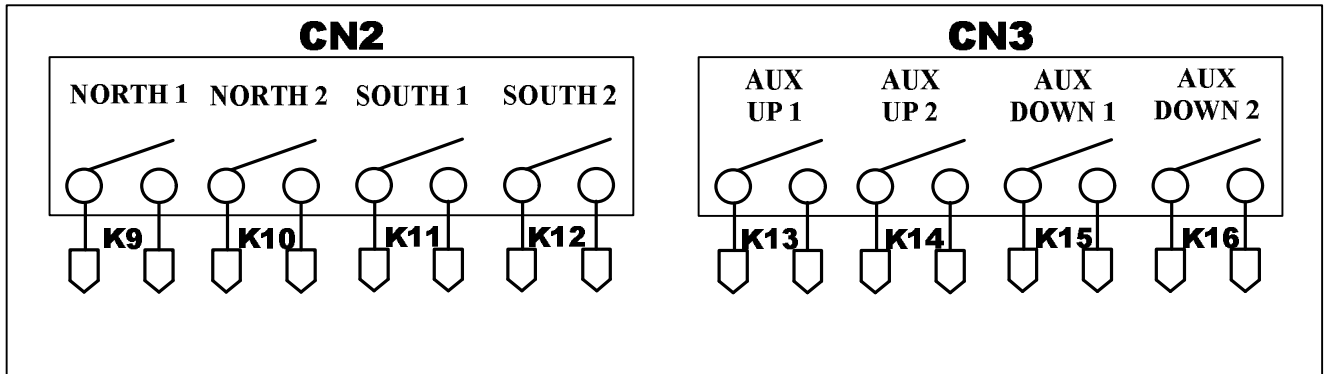 CN2
NORTH 1 NORTH 2 SOUTH 1 SOUTH 2
K9 K10 K11 K12
CN3
AUX UP 1
AUX UP 2
AUX DOWN 1
AUX DOWN 2
K13 K14 K15 K16